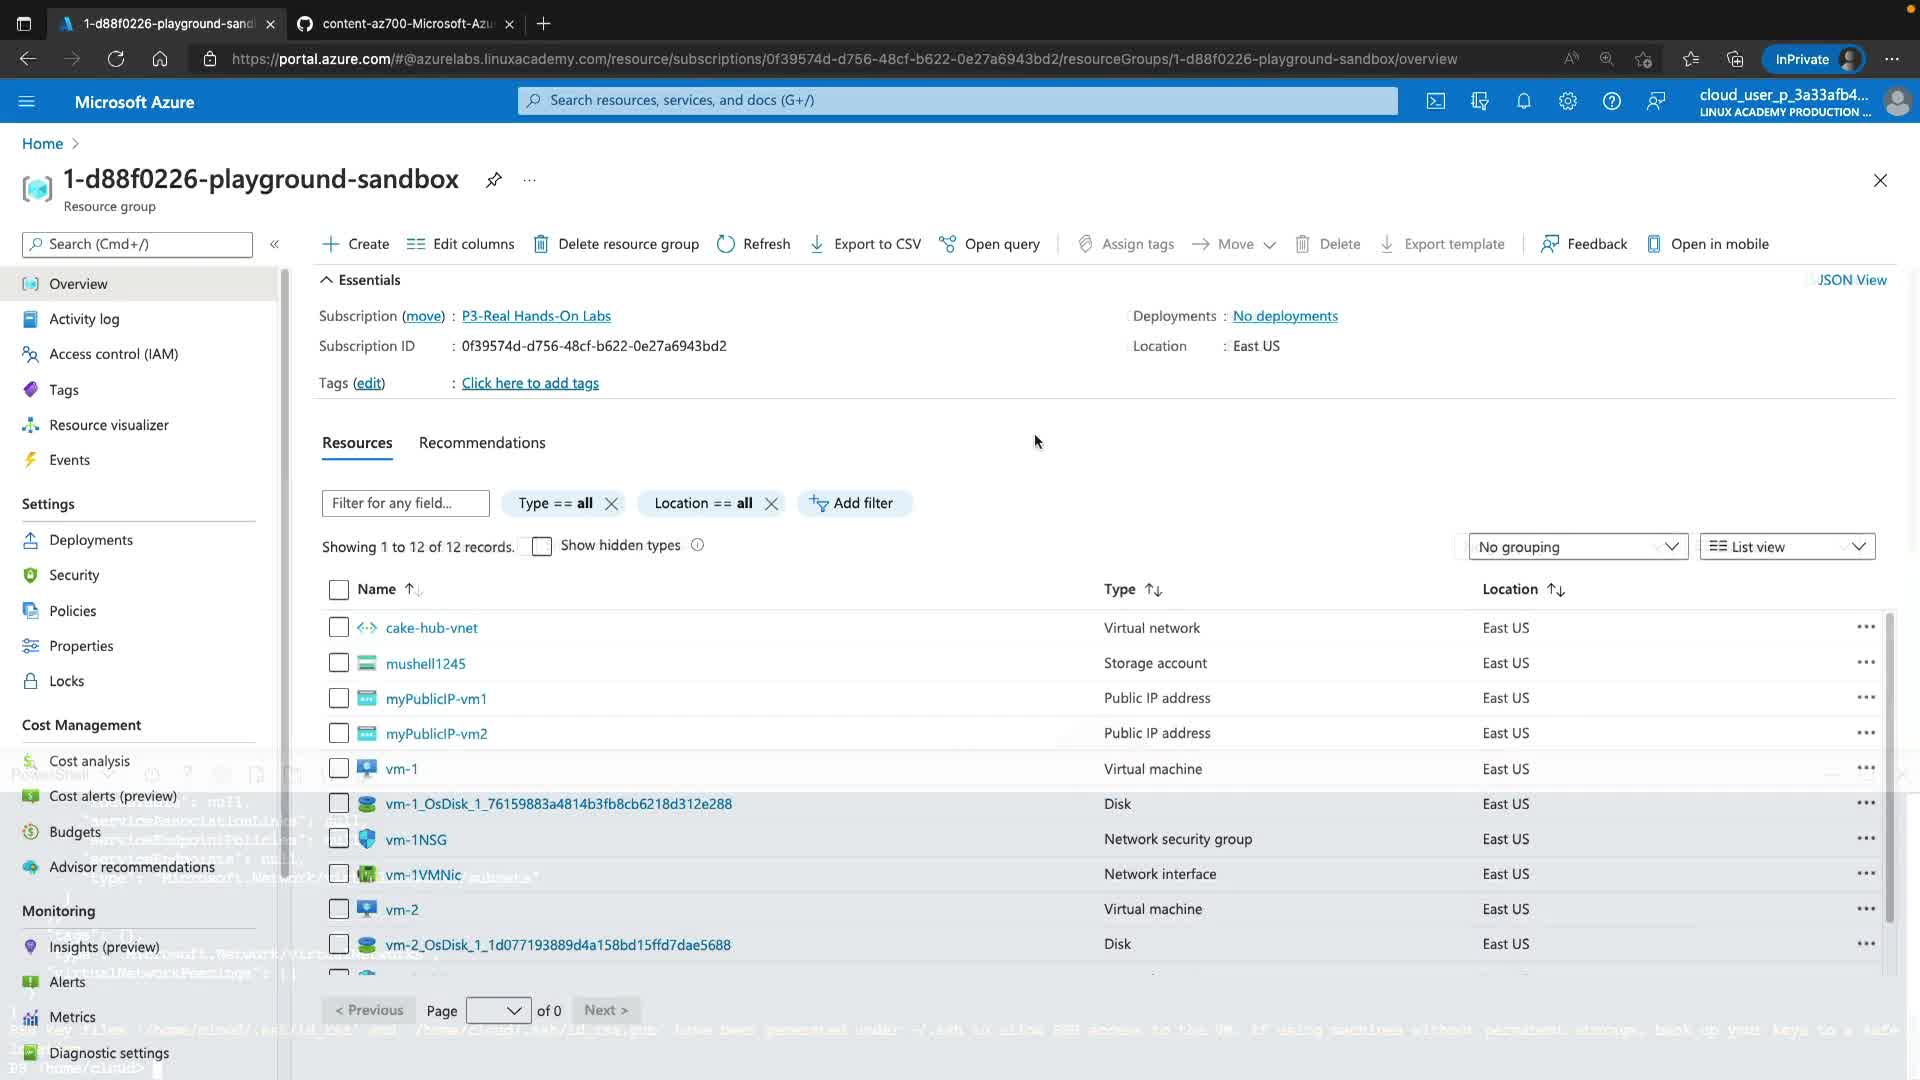 1-d88f0226-playground-sand
content-az700-Microsoft-Azu
https://portal.azure.com/#@azurelabs.linuxacademy.com/resource/subscriptions/0f39574d-d756-48cf-b622-0e27a6943bd2/resourceGroups/1-d88f0226-playground-sandbox/overview
InPrivate
Microsoft Azure
Search resources, services, and docs (G+/)
cloud_user_p_3a33afb4...
LINUX ACADEMY PRODUCTION ...
Home
1-d88f0226-playground-sandbox
Resource group
Search (Cmd+/)
Create
Edit columns
Delete resource group
Refresh
Export to CSV
Open query
Assign tags
Move
Delete
Export template
Feedback
Open in mobile
Overview
Activity log
Access control (IAM)
Tags
Resource visualizer
Events
Settings
Deployments
Security
Policies
Properties
Locks
Cost Management
Cost analysis
Cost alerts (preview)
Budgets
Advisor recommendations
Monitoring
Insights (preview)
Alerts
Metrics
Diagnostic settings
Essentials
JSON View
Subscription (move) : P3-Real Hands-On Labs
Deployments : No deployments
Subscription ID : 0f39574d-d756-48cf-b622-0e27a6943bd2
Location : East US
Tags (edit) : Click here to add tags
Resources
Recommendations
Filter for any field...
Type == all
Location == all
Add filter
Showing 1 to 12 of 12 records.
Show hidden types
No grouping
List view
Name
Type
Location
cake-hub-vnet Virtual network East US
mushell1245 Storage account East US
myPublicIP-vm1 Public IP address East US
myPublicIP-vm2 Public IP address East US
vm-1 Virtual machine East US
vm-1_OsDisk_1_76159883a4814b3fb8cb6218d312e288 Disk East US
vm-1NSG Network security group East US
vm-1VMNic Network interface East US
vm-2 Virtual machine East US
vm-2_OsDisk_1_1d077193889d4a158bd15ffd7dae5688 Disk East US
< Previous
Page
of 0
Next >
PowerShell
PS /home/cloud>